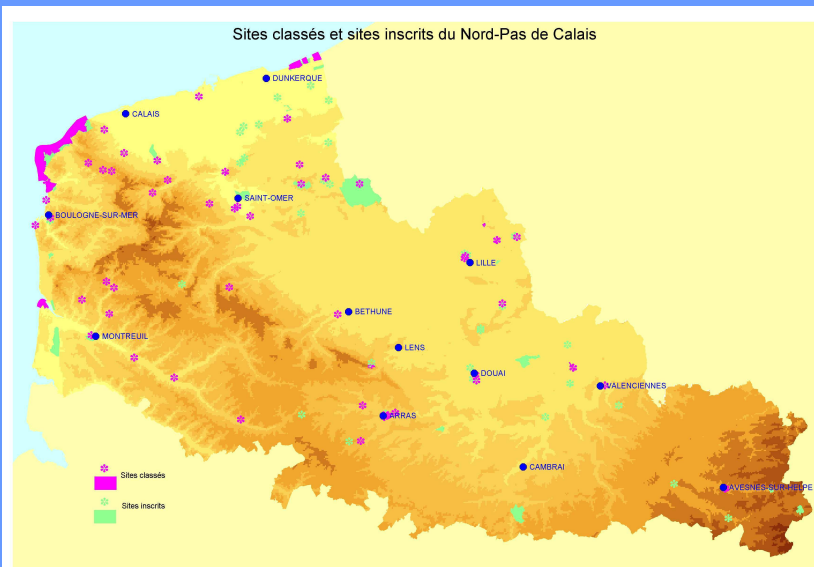 Sites classés et sites inscrits du Nord-Pas de Calais
DUNKERQUE
CALAIS
SAINT-OMER
BOULOGNE-SUR-MER
LILLE
BETHUNE
MONTREUIL
LENS
DOUAI
VALENCIENNES
ARRAS
CAMBRAI
Sites classés
AVESNES-SUR-HELPE
Sites inscrits